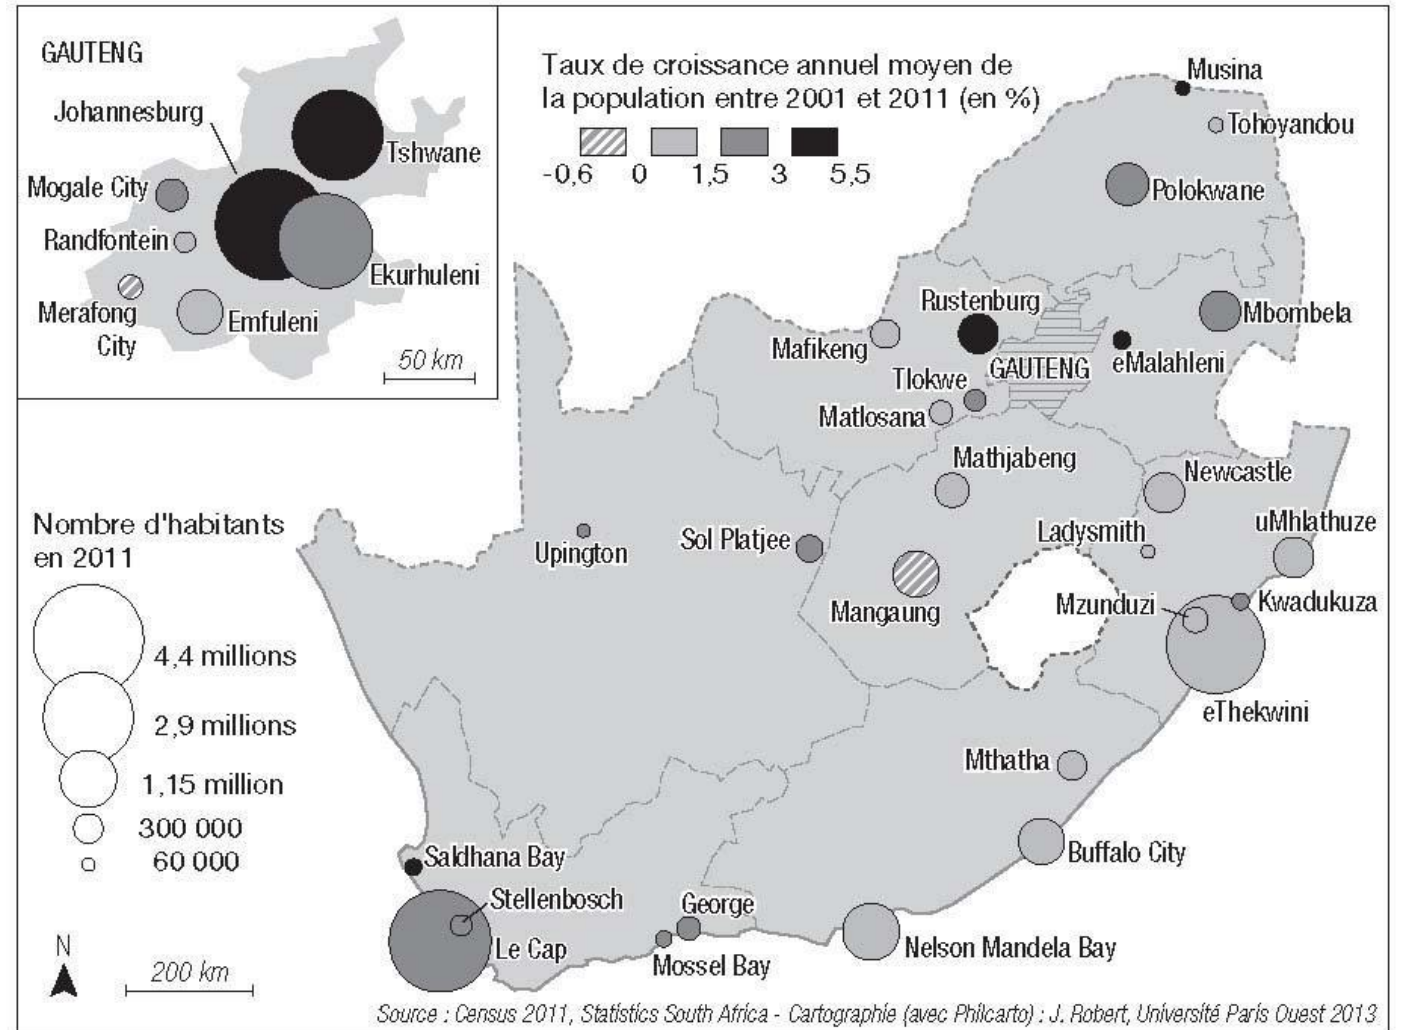 GAUTENG
Johannesburg
Tshwane
Mogale City
Randfontein
Ekurhuleni
Merafong
City
Emfuleni
50 km
Taux de croissance annuel moyen de
la population entre 2001 et 2011 (en %)
-0,6 0 1,5 3 5,5
Musina
Tohoyandou
Polokwane
Rustenburg
Mbombela
Mafikeng
GAUTENG
eMalahleni
Tlokwe
Matlosana
Mathjabeng
Newcastle
uMhlathuze
Ladysmith
Sol Platjee
Upington
Mangaung
Mzunduzi
Kwadukuza
eThekwini
Mthatha
Buffalo City
Saldhana Bay
Stellenbosch
George
Le Cap
Mossel Bay
Nelson Mandela Bay
Nombre d'habitants
en 2011
4,4 millions
2,9 millions
1,15 million
300 000
60 000
N
200 km
Source : Census 2011, Statistics South Africa - Cartographie (avec Philcarto) : J. Robert, Université Paris Ouest 2013